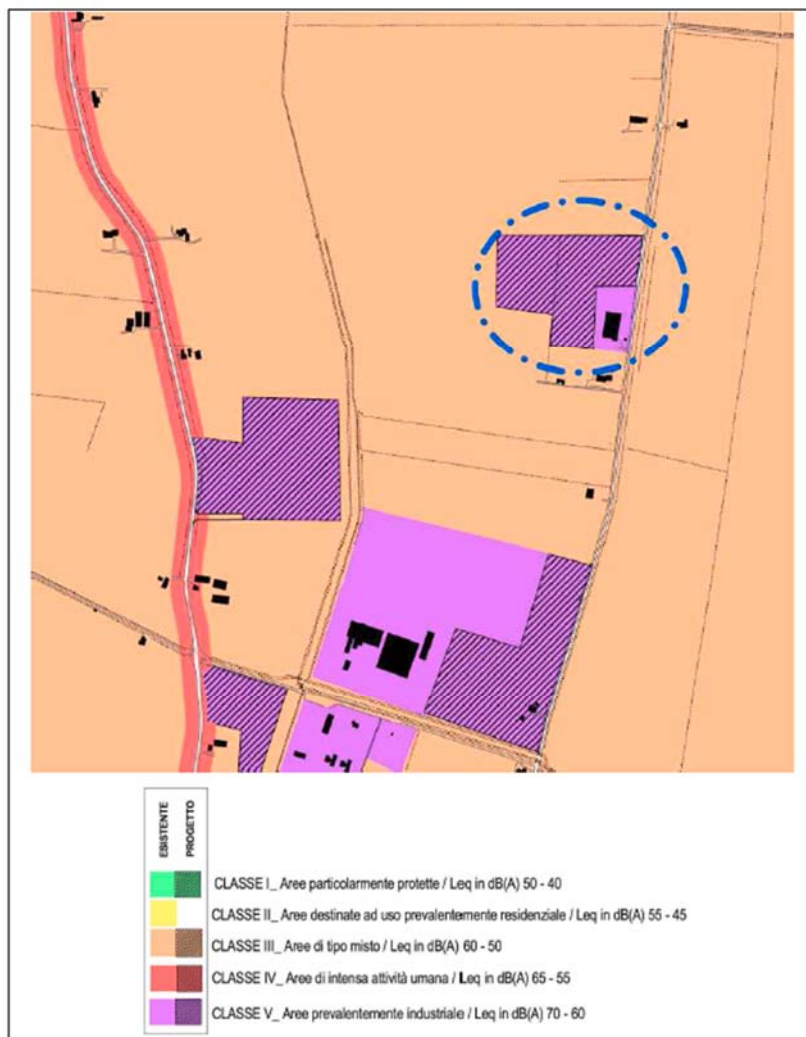 ESISTENTE
PROGETTO
CLASSE I_ Aree particolarmente protette / Leq in dB(A) 50 - 40
CLASSE II_ Aree destinate ad uso prevalentemente residenziale / Leq in dB(A) 55 - 45
CLASSE III_ Aree di tipo misto / Leq in dB(A) 60 - 50
CLASSE IV_ Aree di intensa attività umana / Leq in dB(A) 65 - 55
CLASSE V_ Aree prevalentemente industriale / Leq in dB(A) 70 - 60